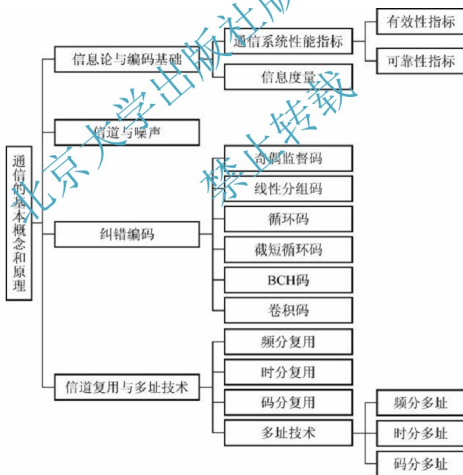 通信的基本概念和原理
信息论与编码基础
通信系统性能指标
有效性指标
可靠性指标
信息度量
信道与噪声
纠错编码
奇偶监督码
线性分组码
循环码
截短循环码
BCH码
卷积码
信道复用与多址技术
频分复用
时分复用
码分复用
多址技术
频分多址
时分多址
码分多址
北京大学出版社版
禁止转载